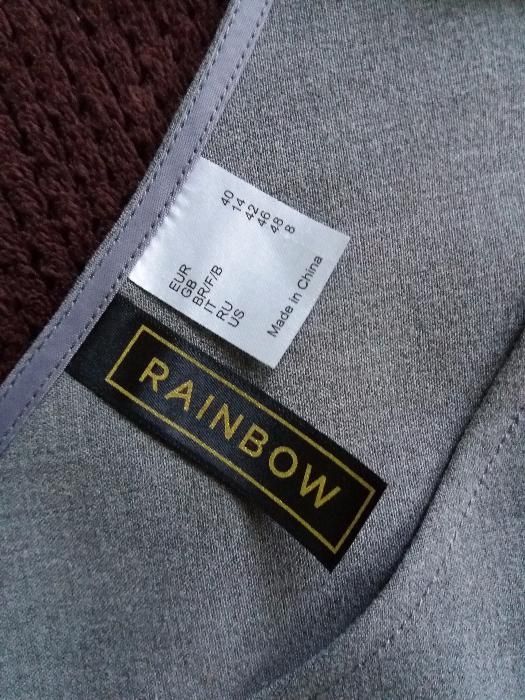 EUR 40
GB 14
BR/F/B 42
IT 46
RU 48
US 8
Made in China
RAINBOW